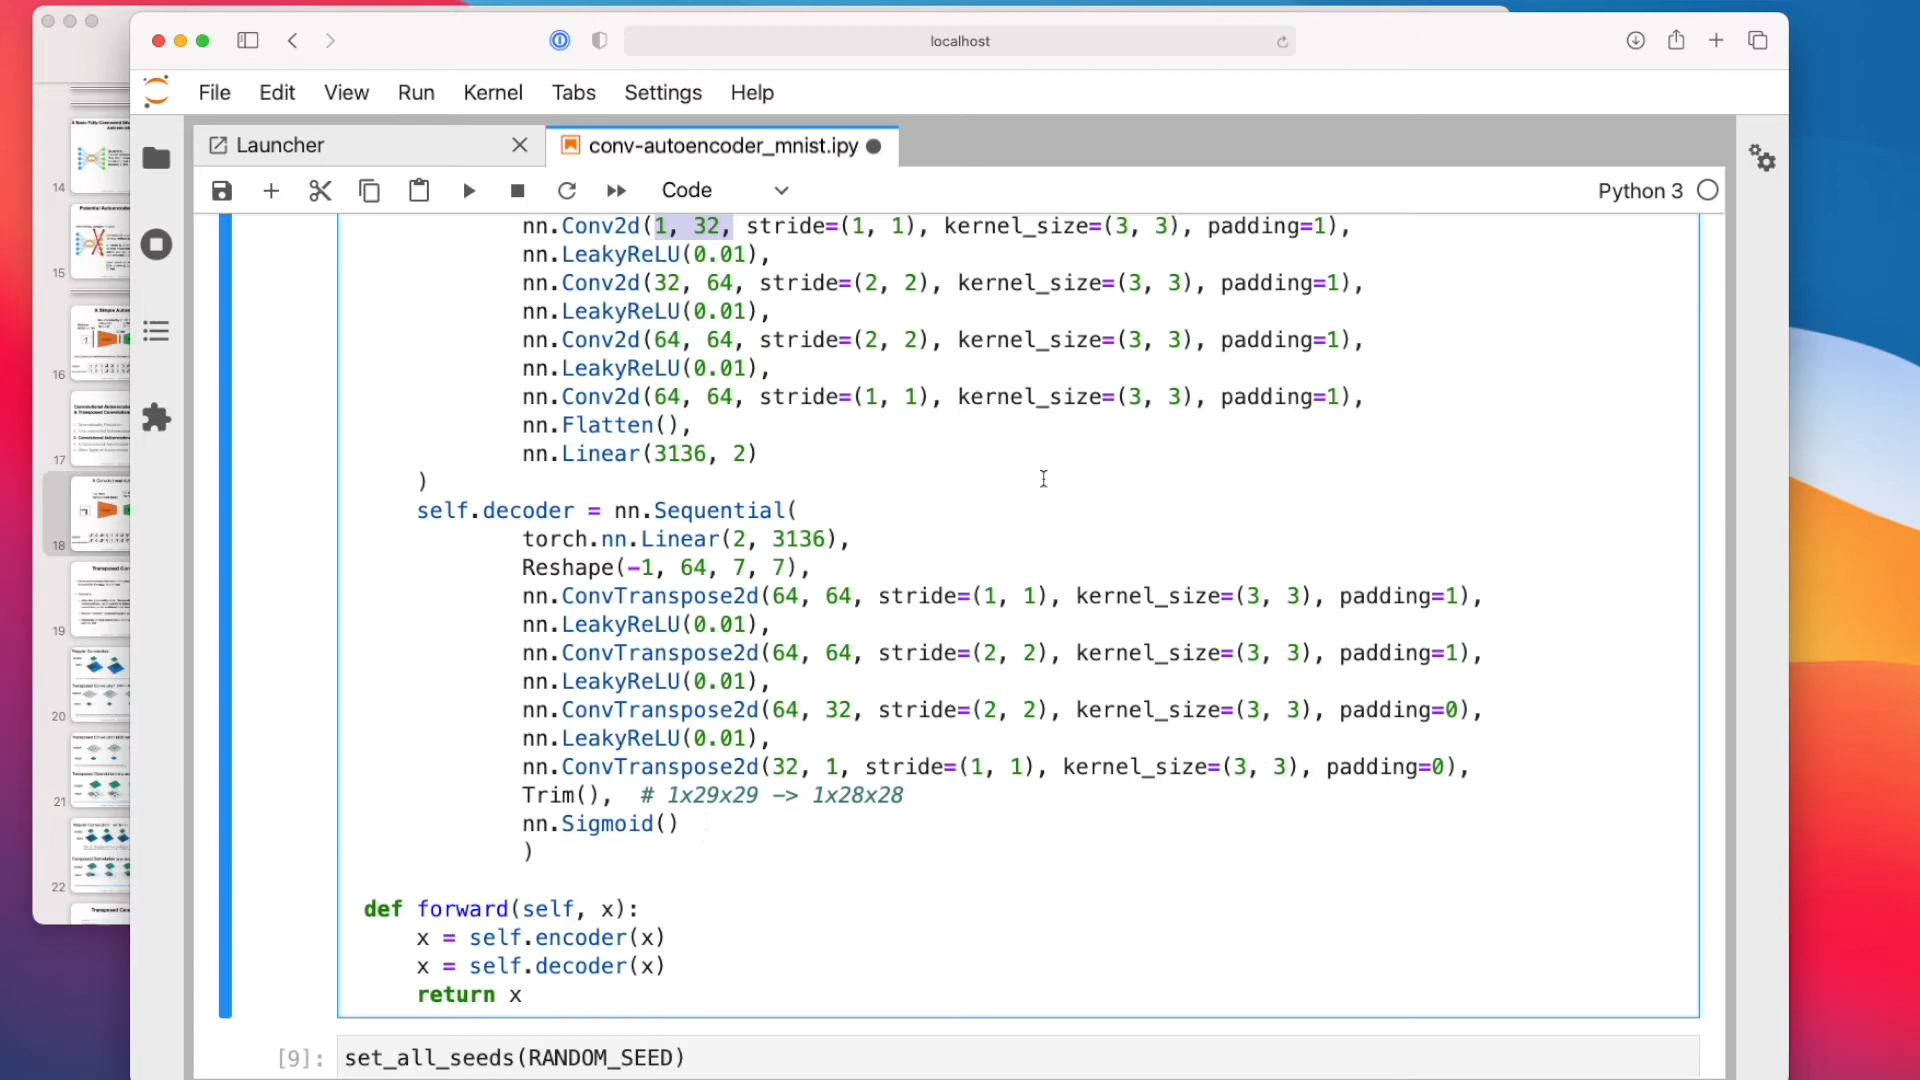 localhost
File Edit View Run Kernel Tabs Settings Help
Launcher
conv-autoencoder_mnist.ipy
Code
Python 3
nn.Conv2d(1, 32, stride=(1, 1), kernel_size=(3, 3), padding=1),
nn.LeakyReLU(0.01),
nn.Conv2d(32, 64, stride=(2, 2), kernel_size=(3, 3), padding=1),
nn.LeakyReLU(0.01),
nn.Conv2d(64, 64, stride=(2, 2), kernel_size=(3, 3), padding=1),
nn.LeakyReLU(0.01),
nn.Conv2d(64, 64, stride=(1, 1), kernel_size=(3, 3), padding=1),
nn.Flatten(),
nn.Linear(3136, 2)
)
self.decoder = nn.Sequential(
torch.nn.Linear(2, 3136),
Reshape(-1, 64, 7, 7),
nn.ConvTranspose2d(64, 64, stride=(1, 1), kernel_size=(3, 3), padding=1),
nn.LeakyReLU(0.01),
nn.ConvTranspose2d(64, 64, stride=(2, 2), kernel_size=(3, 3), padding=1),
nn.LeakyReLU(0.01),
nn.ConvTranspose2d(64, 32, stride=(2, 2), kernel_size=(3, 3), padding=0),
nn.LeakyReLU(0.01),
nn.ConvTranspose2d(32, 1, stride=(1, 1), kernel_size=(3, 3), padding=0),
Trim(), # 1x29x29 -> 1x28x28
nn.Sigmoid()
)
def forward(self, x):
x = self.encoder(x)
x = self.decoder(x)
return x
[9]: set_all_seeds(RANDOM_SEED)
14
15
16
17
18
19
20
21
22